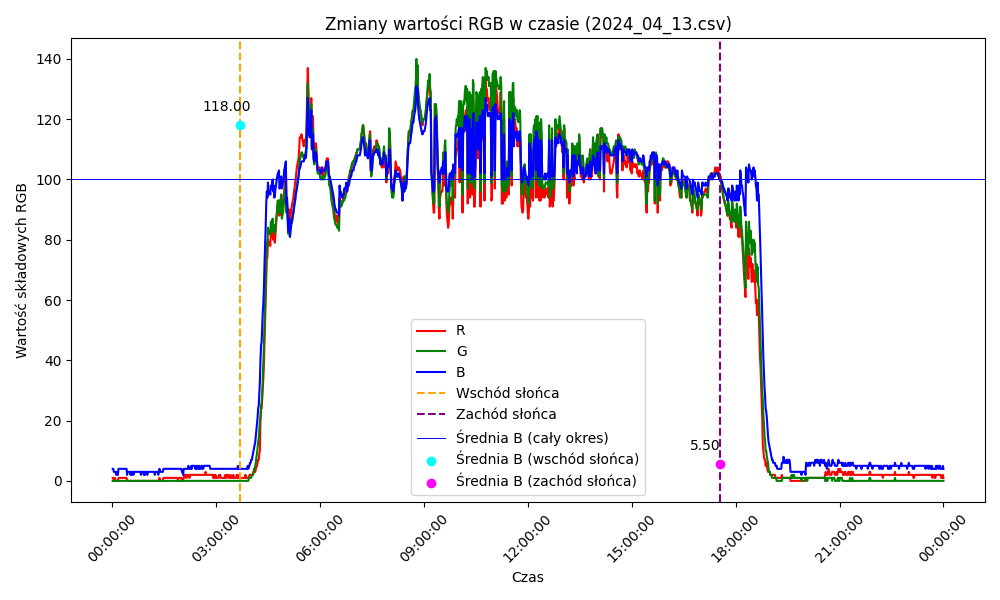 Zmiany wartości RGB w czasie (2024_04_13.csv)
140
120
100
80
60
40
20
0
Wartość składowych RGB
118.00
5.50
R
G
B
Wschód słońca
Zachód słońca
Średnia B (cały okres)
Średnia B (wschód słońca)
Średnia B (zachód słońca)
00:00:00
03:00:00
06:00:00
09:00:00
12:00:00
15:00:00
18:00:00
21:00:00
00:00:00
Czas